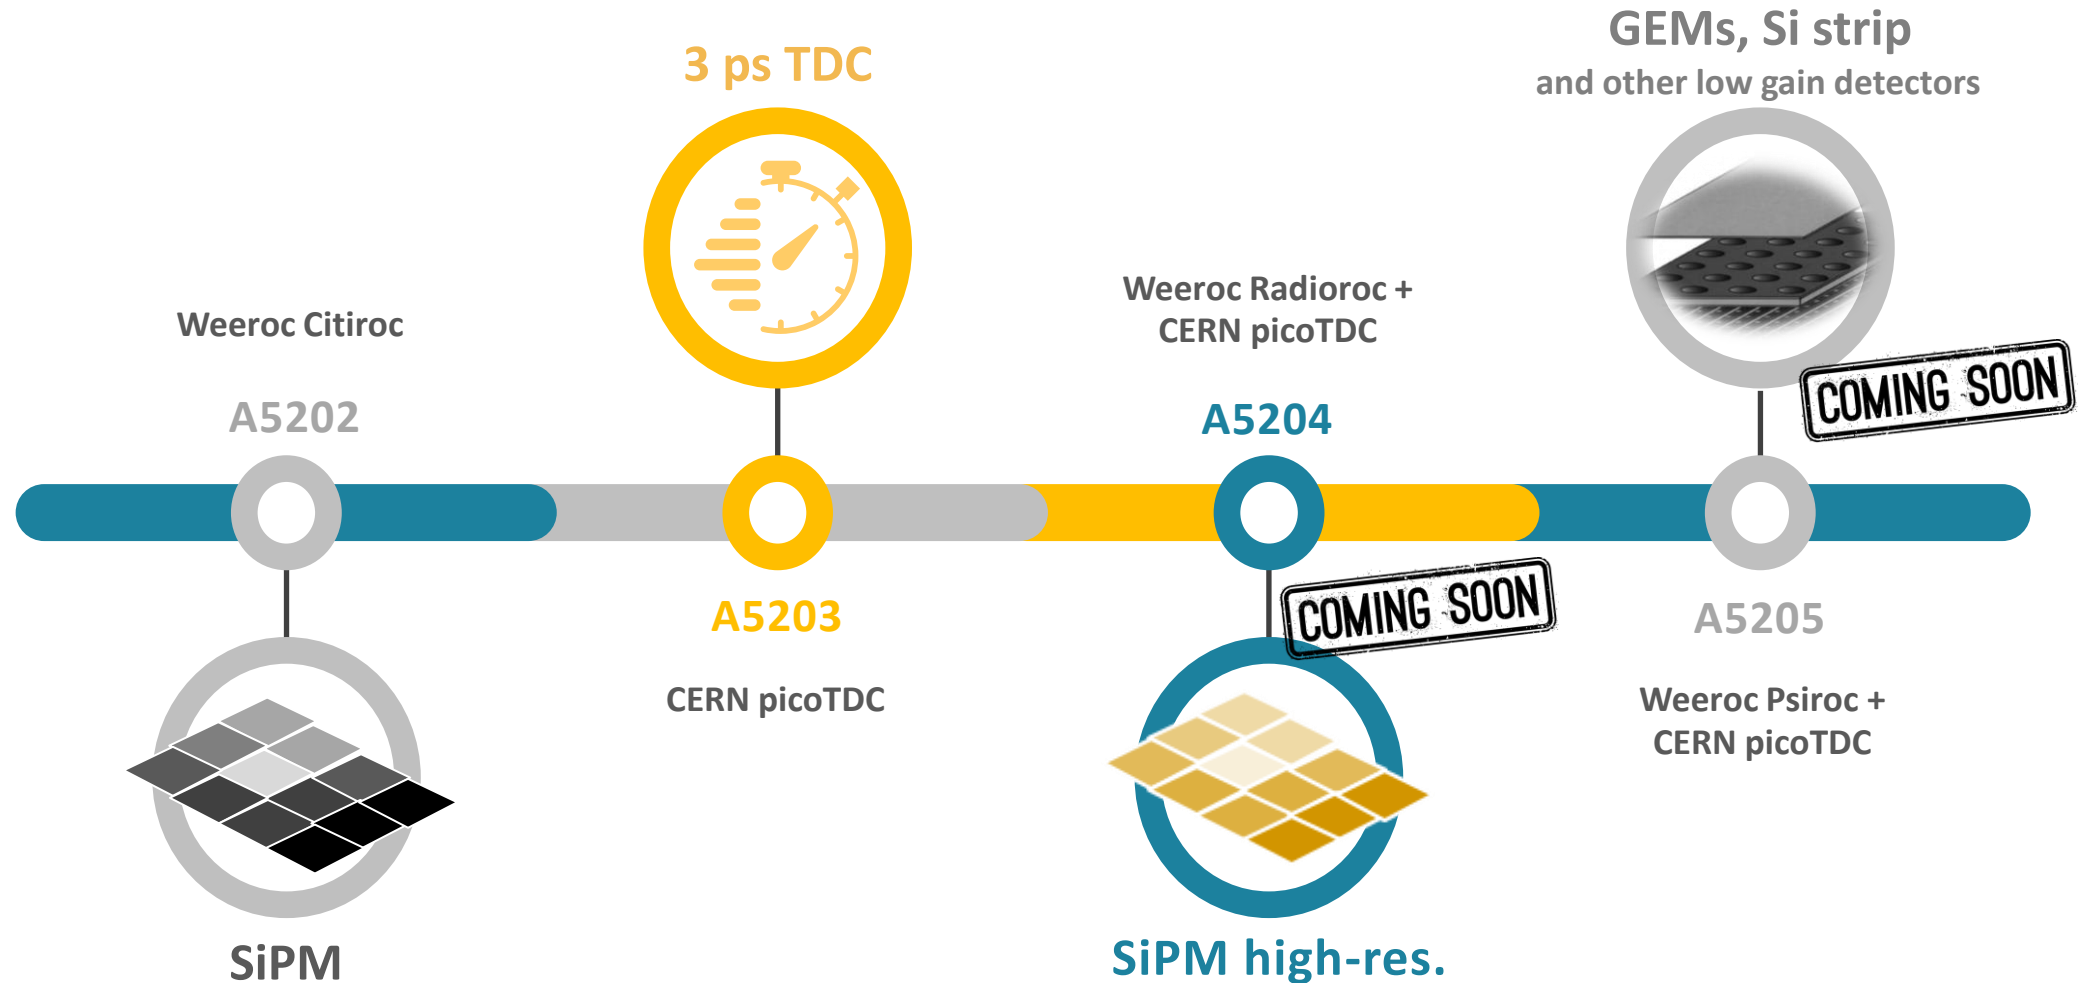 GEMs, Si strip
and other low gain detectors
3 ps TDC
Weeroc Citiroc
A5202
Weeroc Radioroc +
CERN picoTDC
A5204
COMING SOON
A5203
CERN picoTDC
COMING SOON
A5205
Weeroc Psiroc +
CERN picoTDC
SiPM
SiPM high-res.